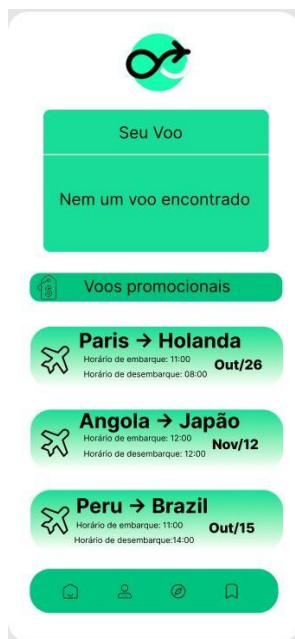 Seu Voo
Nem um voo encontrado
Voos promocionais
Paris → Holanda
Horário de embarque: 11:00
Out/26
Horário de desembarque: 08:00
Angola → Japão
Horário de embarque: 12:00
Nov/12
Horário de desembarque: 12:00
Peru → Brazil
Horário de embarque: 11:00
Out/15
Horário de desembarque:14:00